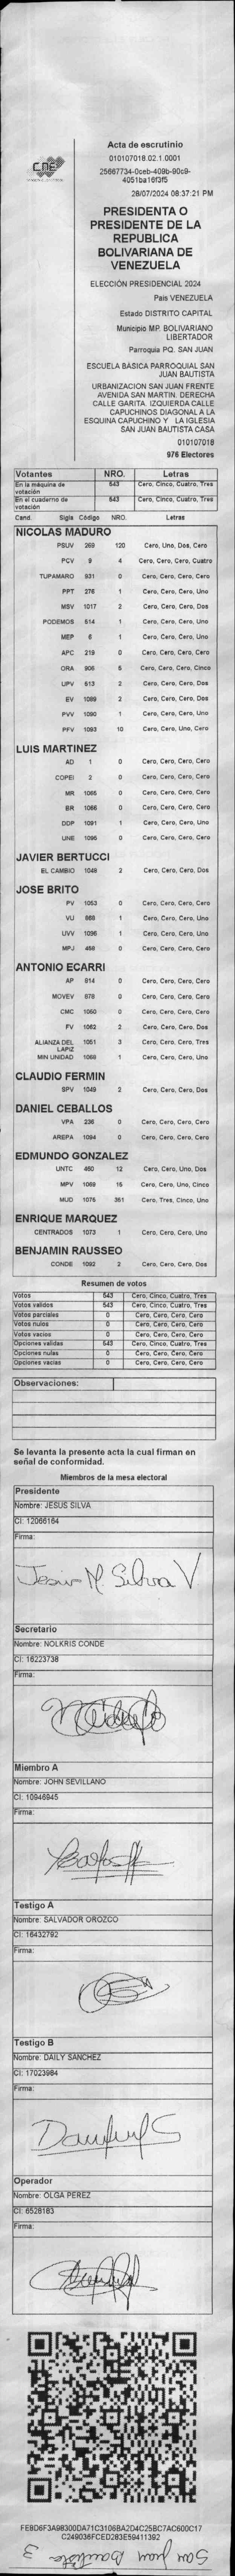 CNE
Acta de escrutinio
010107018.02.1.0001
25667734-0ceb-409b-90c9-
4051ba16f3f5
28/07/2024 08:37:21 PM
PRESIDENTA O
PRESIDENTE DE LA
REPUBLICA
BOLIVARIANA DE
VENEZUELA
ELECCIÓN PRESIDENCIAL 2024
País VENEZUELA
Estado DISTRITO CAPITAL
Municipio MP. BOLIVARIANO
LIBERTADOR
Parroquia PQ. SAN JUAN
ESCUELA BASICA PARROQUIAL SAN
JUAN BAUTISTA
URBANIZACION SAN JUAN FRENTE
AVENIDA SAN MARTIN. DERECHA
CALLE GARITA. IZQUIERDA CALLE
CAPUCHINOS DIAGONAL A LA
ESQUINA CAPUCHINO Y LA IGLESIA
SAN JUAN BAUTISTA CASA
010107018
976 Electores
Votantes NRO. Letras
En la máquina de votación 543 Cero, Cinco, Cuatro, Tres
En el cuaderno de votación 543 Cero, Cinco, Cuatro, Tres
Cand. Sigla Código NRO. Letras
NICOLAS MADURO
PSUV 269 120 Cero, Uno, Dos, Cero
PCV 9 4 Cero, Cero, Cero, Cuatro
TUPAMARO 931 0 Cero, Cero, Cero, Cero
PPT 276 1 Cero, Cero, Cero, Uno
MSV 1017 2 Cero, Cero, Cero, Dos
PODEMOS 514 1 Cero, Cero, Cero, Uno
MEP 6 1 Cero, Cero, Cero, Uno
APC 219 0 Cero, Cero, Cero, Cero
ORA 906 5 Cero, Cero, Cero, Cinco
UPV 513 2 Cero, Cero, Cero, Dos
EV 1089 2 Cero, Cero, Cero, Dos
PVV 1090 1 Cero, Cero, Cero, Uno
PFV 1093 10 Cero, Cero, Uno, Cero
LUIS MARTINEZ
AD 1 0 Cero, Cero, Cero, Cero
COPEI 2 0 Cero, Cero, Cero, Cero
MR 1065 0 Cero, Cero, Cero, Cero
BR 1066 0 Cero, Cero, Cero, Cero
DDP 1091 1 Cero, Cero, Cero, Uno
UNE 1095 0 Cero, Cero, Cero, Cero
JAVIER BERTUCCI
EL CAMBIO 1048 2 Cero, Cero, Cero, Dos
JOSE BRITO
PV 1053 0 Cero, Cero, Cero, Cero
VU 868 1 Cero, Cero, Cero, Uno
UVV 1096 1 Cero, Cero, Cero, Uno
MPJ 458 0 Cero, Cero, Cero, Cero
ANTONIO ECARRI
AP 814 0 Cero, Cero, Cero, Cero
MOVEV 978 0 Cero, Cero, Cero, Cero
CMC 1060 0 Cero, Cero, Cero, Cero
FV 1062 2 Cero, Cero, Cero, Dos
ALIANZA DEL LAPIZ 1051 3 Cero, Cero, Cero, Tres
MIN UNIDAD 1068 1 Cero, Cero, Cero, Uno
CLAUDIO FERMIN
SPV 1049 2 Cero, Cero, Cero, Dos
DANIEL CEBALLOS
VPA 236 0 Cero, Cero, Cero, Cero
AREPA 1094 0 Cero, Cero, Cero, Cero
EDMUNDO GONZALEZ
UNTC 460 12 Cero, Cero, Uno, Dos
MPV 1069 15 Cero, Cero, Uno, Cinco
MUD 1075 351 Cero, Tres, Cinco, Uno
ENRIQUE MARQUEZ
CENTRADOS 1073 1 Cero, Cero, Cero, Uno
BENJAMIN RAUSSEO
CONDE 1092 2 Cero, Cero, Cero, Dos
Resumen de votos
Votos 543 Cero, Cinco, Cuatro, Tres
Votos válidos 543 Cero, Cinco, Cuatro, Tres
Votos parciales 0 Cero, Cero, Cero, Cero
Votos nulos 0 Cero, Cero, Cero, Cero
Votos vacíos 0 Cero, Cero, Cero, Cero
Opciones válidas 543 Cero, Cinco, Cuatro, Tres
Opciones nulas 0 Cero, Cero, Cero, Cero
Opciones vacías 0 Cero, Cero, Cero, Cero
Observaciones:
Se levanta la presente acta la cual firman en
señal de conformidad.
Miembros de la mesa electoral
Presidente
Nombre: JESUS SILVA
CI: 12066164
Firma:
Jesus M. Silva V
Secretario
Nombre: NOLKRIS CONDE
CI: 16223738
Firma:
Miembro A
Nombre: JOHN SEVILLANO
CI: 10946945
Firma:
Testigo A
Nombre: SALVADOR OROZCO
CI: 16432792
Firma:
Testigo B
Nombre: DAILY SANCHEZ
CI: 17023984
Firma:
Operador
Nombre: OLGA PEREZ
CI: 6528183
Firma:
FE8D6F3A98300DA71C3106BA2D4C25BC7AC600C17
C249036FCED283E59411392
San Juan Bautista 3